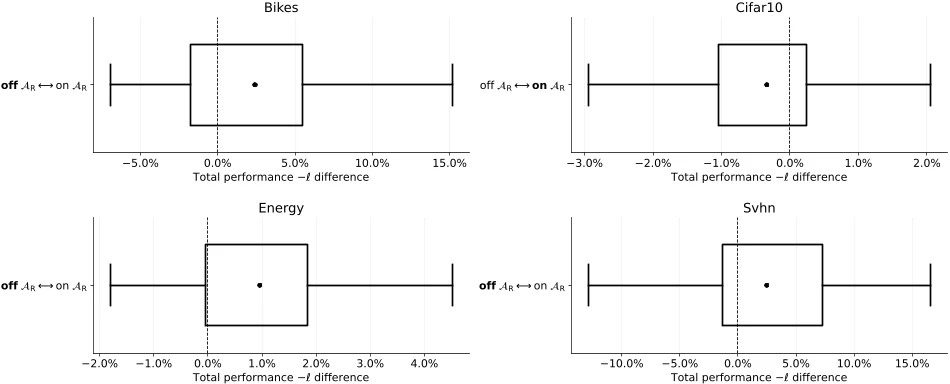 Bikes
off 𝒜R ⟷ on 𝒜R
−5.0% 0.0% 5.0% 10.0% 15.0%
Total performance −ℓ difference
Cifar10
off 𝒜R ⟷ on 𝒜R
−3.0% −2.0% −1.0% 0.0% 1.0% 2.0%
Total performance −ℓ difference
Energy
off 𝒜R ⟷ on 𝒜R
−2.0% −1.0% 0.0% 1.0% 2.0% 3.0% 4.0%
Total performance −ℓ difference
Svhn
off 𝒜R ⟷ on 𝒜R
−10.0% −5.0% 0.0% 5.0% 10.0% 15.0%
Total performance −ℓ difference